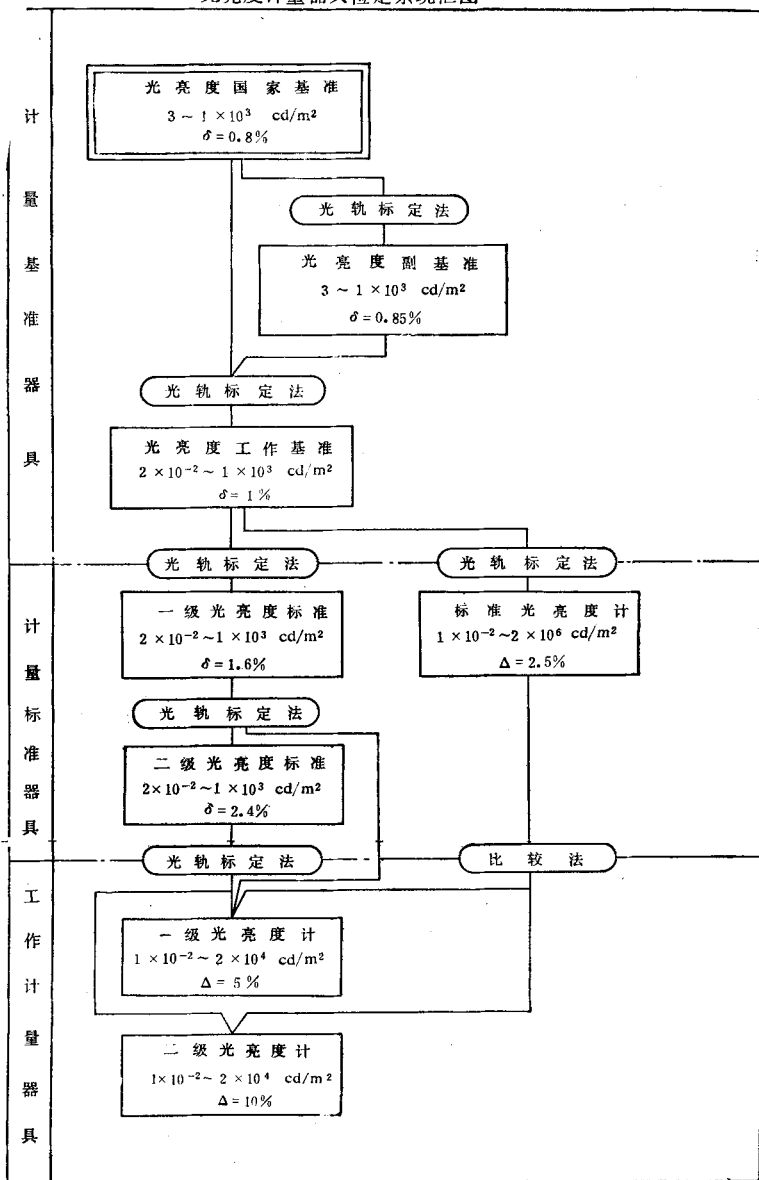 计量基准器具
光亮度国家基准
3 ~ 1 ×10³ cd/m²
δ = 0.8%
光轨标定法
光亮度副基准
3 ~ 1 ×10³ cd/m²
δ = 0.85%
光轨标定法
光亮度工作基准
2 ×10⁻² ~ 1 ×10³ cd/m²
δ = 1%
光轨标定法
光轨标定法
计量标准器具
一级光亮度标准
2 ×10⁻² ~1 ×10³ cd/m²
δ = 1.6%
标准光亮度计
1 ×10⁻² ~2 ×10⁶ cd/m²
Δ = 2.5%
光轨标定法
二级光亮度标准
2×10⁻² ~1 ×10³ cd/m²
δ = 2.4%
光轨标定法
比较法
工作计量器具
一级光亮度计
1 ×10⁻² ~ 2 ×10⁴ cd/m²
Δ = 5%
二级光亮度计
1×10⁻² ~ 2 ×10⁴ cd/m²
Δ = 10%